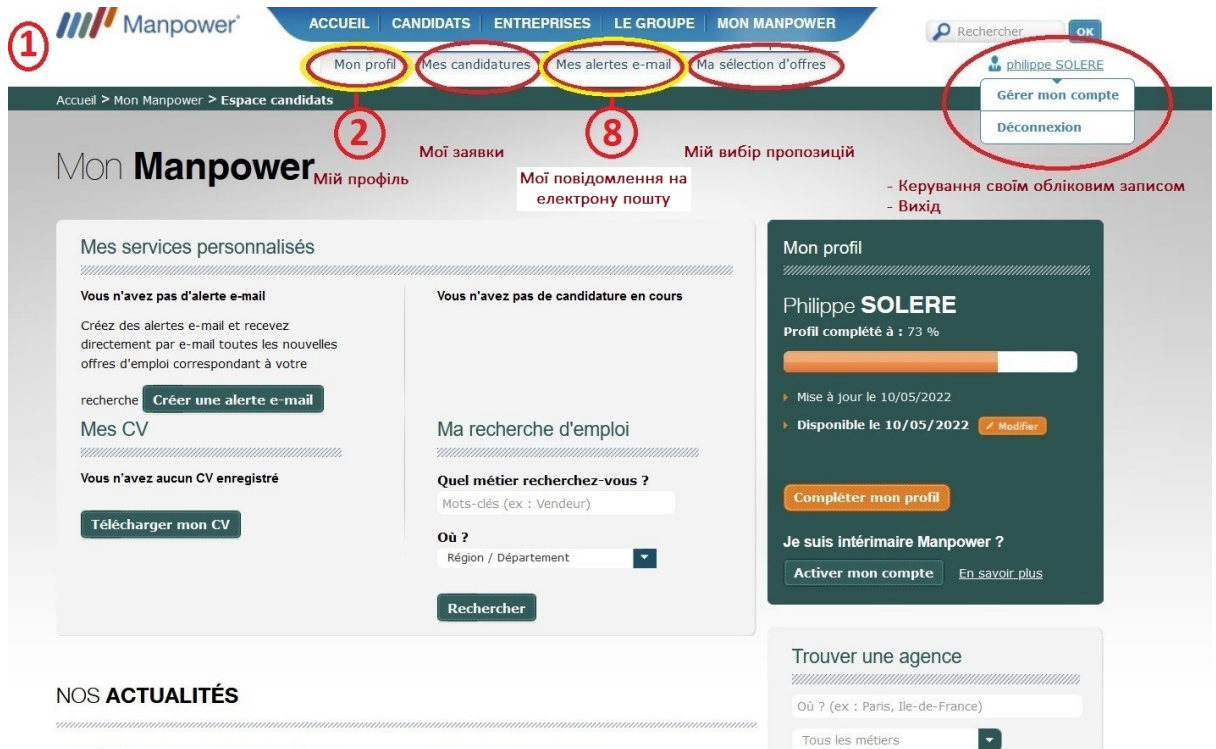 1
Manpower
ACCUEIL CANDIDATS ENTREPRISES LE GROUPE MON MANPOWER
Rechercher OK
Mon profil Mes candidatures Mes alertes e-mail Ma sélection d'offres
philippe SOLERE
Gérer mon compte
Déconnexion
Accueil > Mon Manpower > Espace candidats
2
8
Mon Manpower
Мій профіль
Мої заявки
Мої повідомлення на
електрону пошту
Мій вибір пропозицій
- Керування своїм обліковим записом
- Вихід
Mes services personnalisés
Vous n'avez pas d'alerte e-mail
Créez des alertes e-mail et recevez
directement par e-mail toutes les nouvelles
offres d'emploi correspondant à votre
recherche Créer une alerte e-mail
Vous n'avez pas de candidature en cours
Mes CV
Vous n'avez aucun CV enregistré
Télécharger mon CV
Ma recherche d'emploi
Quel métier recherchez-vous ?
Mots-clés (ex : Vendeur)
Où ?
Région / Département
Rechercher
Mon profil
Philippe SOLERE
Profil complété à : 73 %
Mise à jour le 10/05/2022
Disponible le 10/05/2022 Modifier
Compléter mon profil
Je suis intérimaire Manpower ?
Activer mon compte En savoir plus
Trouver une agence
Où ? (ex : Paris, Ile-de-France)
Tous les métiers
NOS ACTUALITÉS